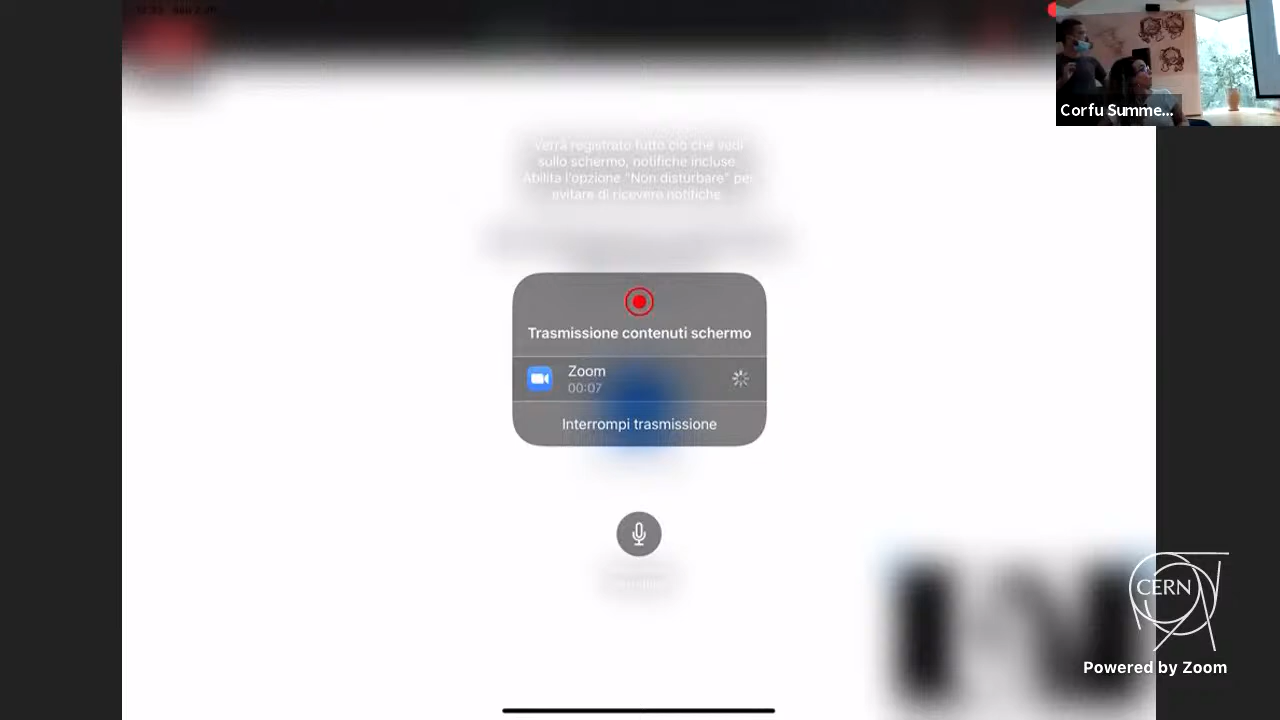 Corfu Summe...
Verrà registrato tutto ciò che vedi
sullo schermo, notifiche incluse.
Abilita l'opzione "Non disturbare" per
evitare di ricevere notifiche.
Trasmissione contenuti schermo
Zoom
00:07
Interrompi trasmissione
CERN
Powered by Zoom